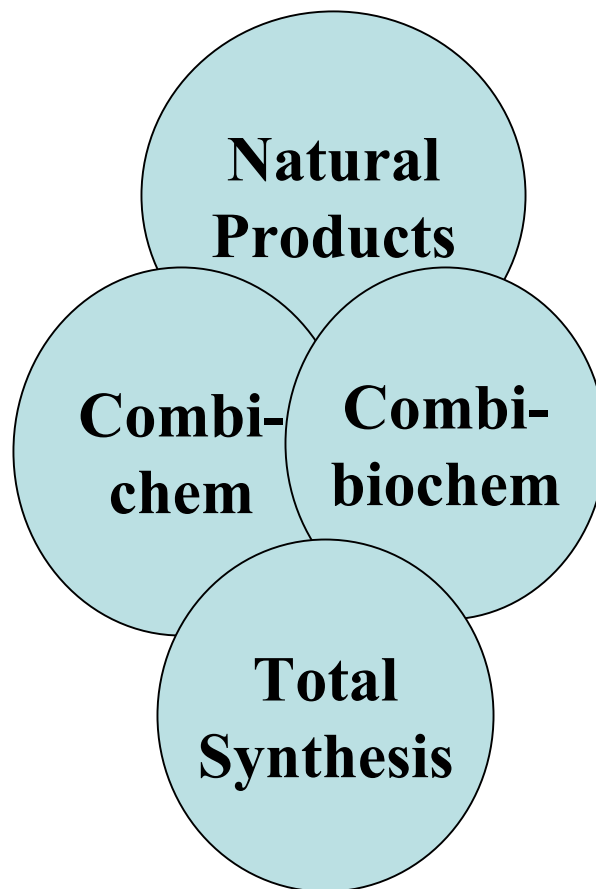 Natural
Products
Combi-
chem
Combi-
biochem
Total
Synthesis